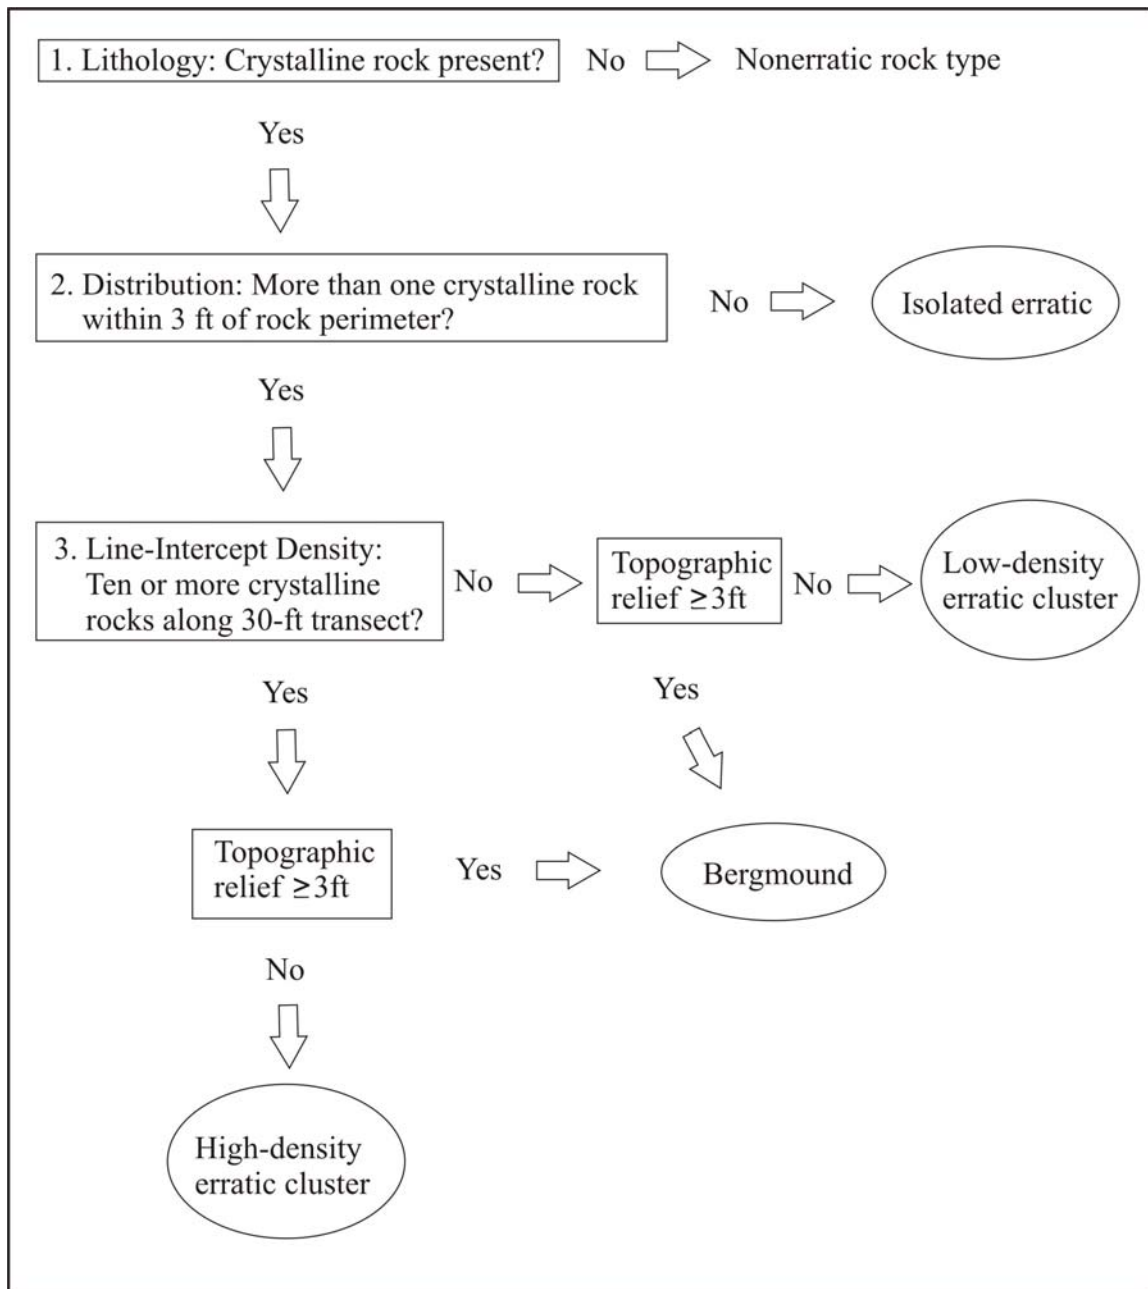 1. Lithology: Crystalline rock present?
No
Nonerratic rock type
Yes
2. Distribution: More than one crystalline rock
within 3 ft of rock perimeter?
No
Isolated erratic
Yes
3. Line-Intercept Density:
Ten or more crystalline
rocks along 30-ft transect?
No
Topographic
relief ≥3ft
No
Low-density
erratic cluster
Yes
Yes
Topographic
relief ≥3ft
Yes
Bergmound
No
High-density
erratic cluster